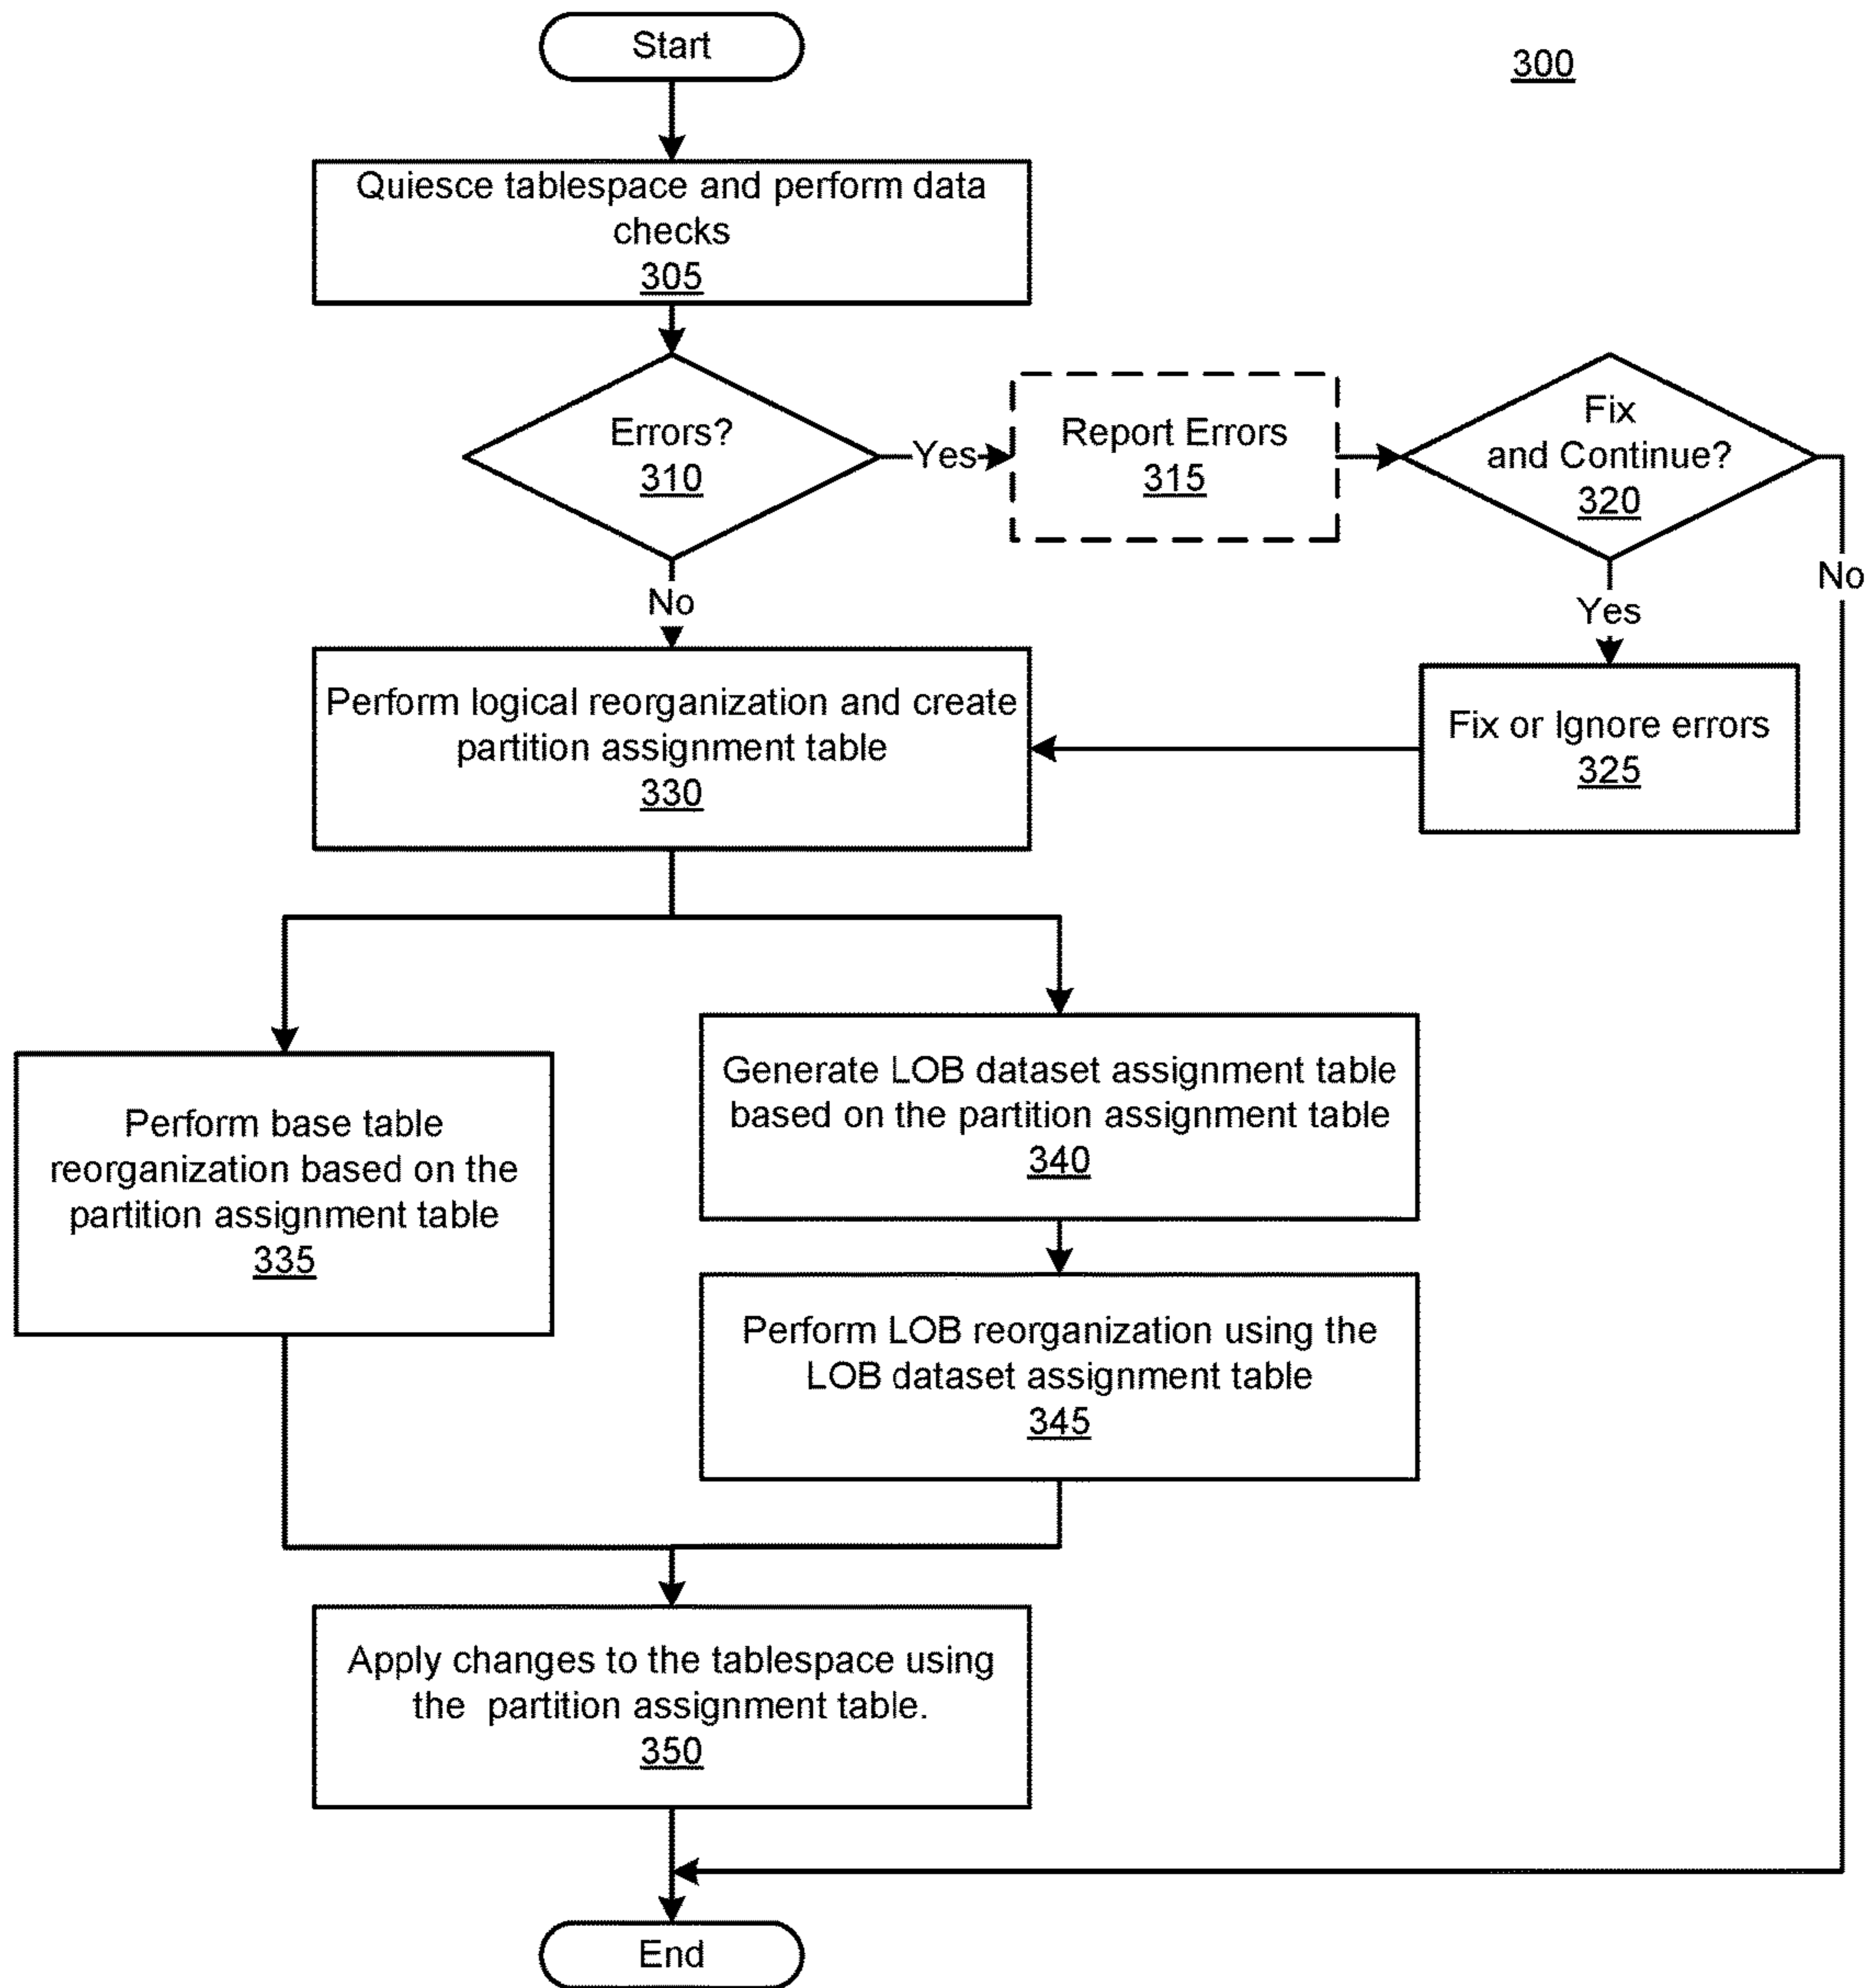 Start
300
Quiesce tablespace and perform data
checks
305
Errors?
310
Yes
Report Errors
315
Fix
and Continue?
320
No
No
Yes
Perform logical reorganization and create
partition assignment table
330
Fix or Ignore errors
325
Perform base table
reorganization based on the
partition assignment table
335
Generate LOB dataset assignment table
based on the partition assignment table
340
Perform LOB reorganization using the
LOB dataset assignment table
345
Apply changes to the tablespace using
the partition assignment table.
350
End